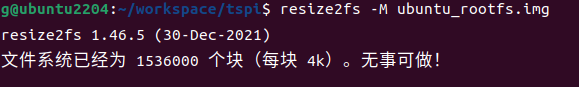 g@ubuntu2204:~/workspace/tspi$ resize2fs -M ubuntu_rootfs.img
resize2fs 1.46.5 (30-Dec-2021)
文件系统已经为 1536000 个块（每块 4k）。无事可做！